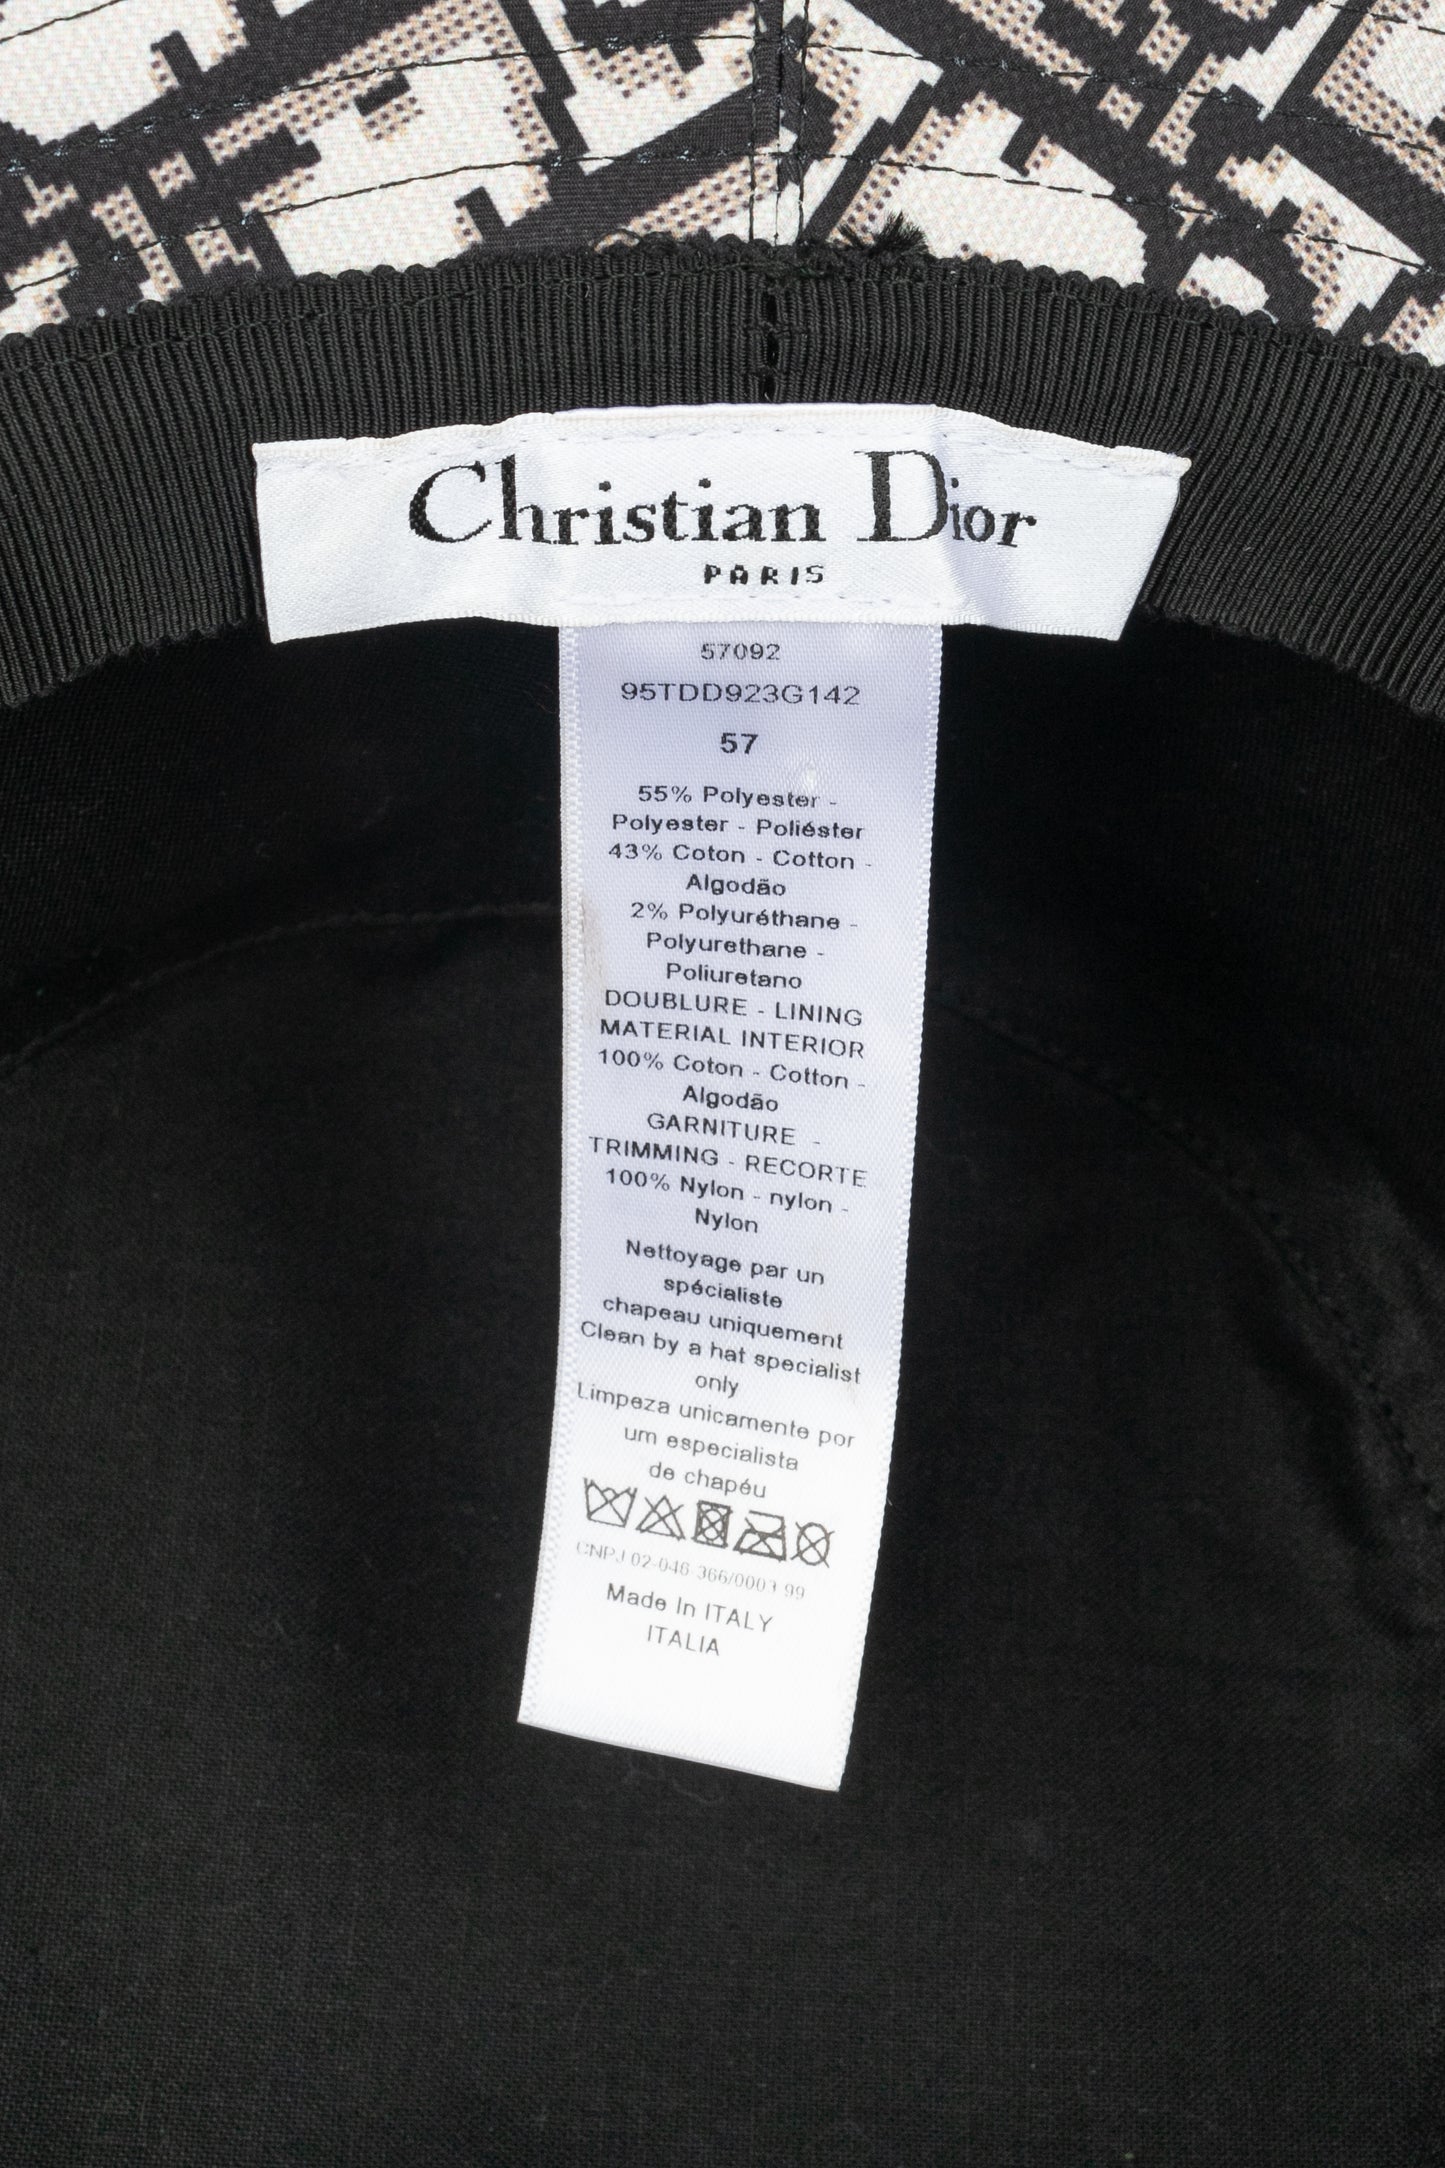 Christian Dior
PARIS
57092
95TDD923G142
57
55% Polyester -
Polyester - Poliéster
43% Coton - Cotton -
Algodão
2% Polyuréthane -
Polyurethane -
Poliuretano
DOUBLURE - LINING
MATERIAL INTERIOR
100% Coton - Cotton -
Algodão
GARNITURE -
TRIMMING - RECORTE
100% Nylon - nylon -
Nylon
Nettoyage par un
spécialiste
chapeau uniquement
Clean by a hat specialist
only
Limpeza unicamente por
um especialista
de chapéu
CNPJ 02-046 366/0003 99
Made In ITALY
ITALIA